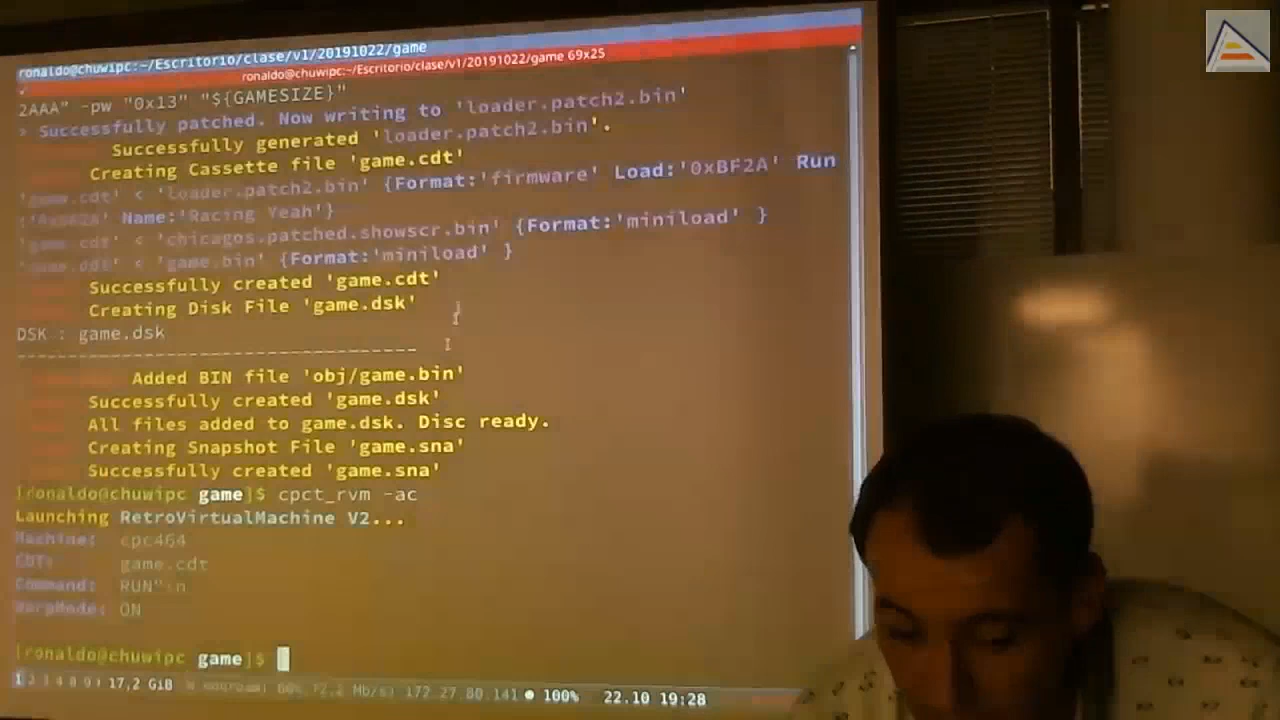 ronaldo@chuwipc:~/Escritorio/clase/v1/20191022/game
ronaldo@chuwipc:~/Escritorio/clase/v1/20191022/game 69x25
2AAA" -pw "0x13" "${GAMESIZE}"
> Successfully patched. Now writing to 'loader.patch2.bin'
Successfully generated 'loader.patch2.bin'.
Creating Cassette file 'game.cdt'
'game.cdt' < 'loader.patch2.bin' {Format:'firmware' Load:'0xBF2A' Run
Name:'Racing Yeah'}
'game.cdt' < 'chicagos.patched.showscr.bin' {Format:'miniload' }
'game.cdt' < 'game.bin' {Format:'miniload' }
Successfully created 'game.cdt'
Creating Disk File 'game.dsk'
DSK : game.dsk
------------------------------------
Added BIN file 'obj/game.bin'
Successfully created 'game.dsk'
All files added to game.dsk. Disc ready.
Creating Snapshot File 'game.sna'
Successfully created 'game.sna'
[ronaldo@chuwipc game]$ cpct_rvm -ac
Launching RetroVirtualMachine V2...
Machine: cpc464
CDT: game.cdt
Command: RUN"\n
WarpMode: ON
[ronaldo@chuwipc game]$
17,2 GiB 172.27.80.141 100% 22.10 19:28